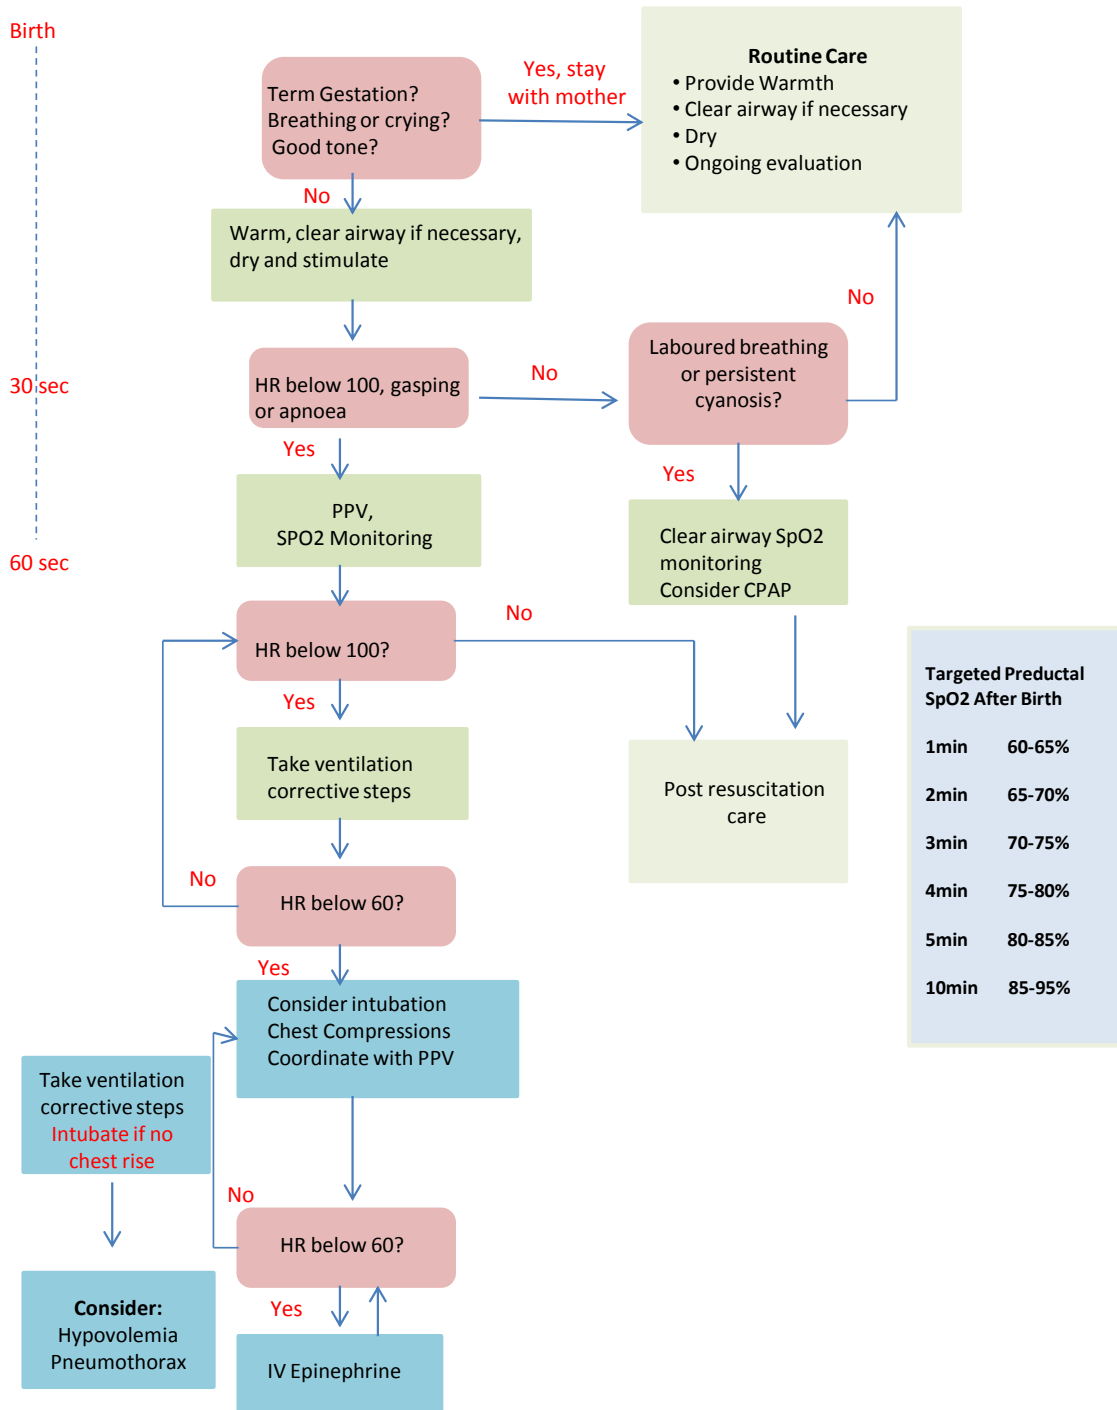 Birth
Term Gestation?
Breathing or crying?
Good tone?
Yes, stay
with mother
Routine Care
• Provide Warmth
• Clear airway if necessary
• Dry
• Ongoing evaluation
No
Warm, clear airway if necessary,
dry and stimulate
No
30 sec
HR below 100, gasping
or apnoea
No
Laboured breathing
or persistent
cyanosis?
Yes
Yes
PPV,
SPO2 Monitoring
Clear airway SpO2
monitoring
Consider CPAP
60 sec
HR below 100?
No
Yes
Targeted Preductal
SpO2 After Birth
1min 60-65%
2min 65-70%
3min 70-75%
4min 75-80%
5min 80-85%
10min 85-95%
Take ventilation
corrective steps
Post resuscitation
care
No
HR below 60?
Yes
Consider intubation
Chest Compressions
Coordinate with PPV
Take ventilation
corrective steps
Intubate if no
chest rise
No
HR below 60?
Yes
Consider:
Hypovolemia
Pneumothorax
IV Epinephrine